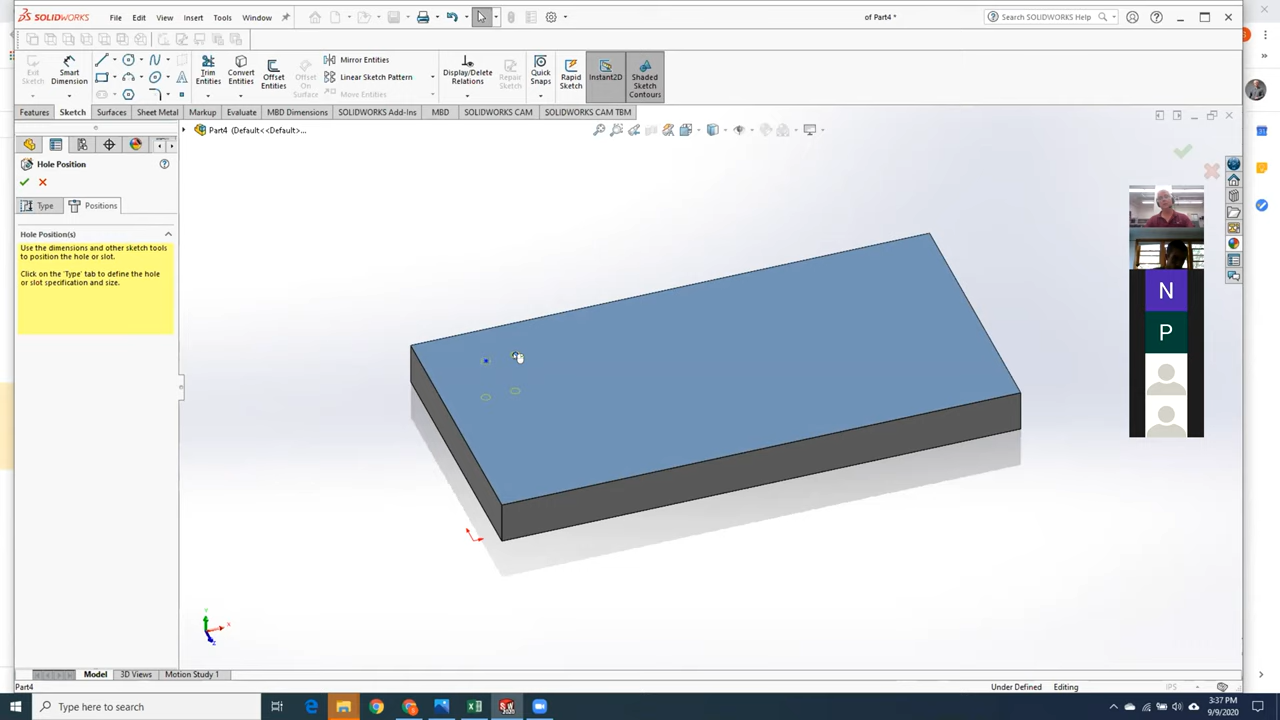 SOLIDWORKS
File
Edit
View
Insert
Tools
Window
of Part4 *
Search SOLIDWORKS Help
Exit Sketch
Smart Dimension
Trim Entities
Convert Entities
Offset Entities
Offset On Surface
Mirror Entities
Linear Sketch Pattern
Move Entities
Display/Delete Relations
Repair Sketch
Quick Snaps
Rapid Sketch
Instant2D
Shaded Sketch Contours
Features
Sketch
Surfaces
Sheet Metal
Markup
Evaluate
MBD Dimensions
SOLIDWORKS Add-Ins
MBD
SOLIDWORKS CAM
SOLIDWORKS CAM TBM
Part4 (Default<<Default>...
Hole Position
Type
Positions
Hole Position(s)
Use the dimensions and other sketch tools
to position the hole or slot.
Click on the 'Type' tab to define the hole
or slot specification and size.
N
P
Y
X
Z
Model
3D Views
Motion Study 1
Part4
Under Defined
Editing
IPS
Type here to search
3:37 PM
9/9/2020